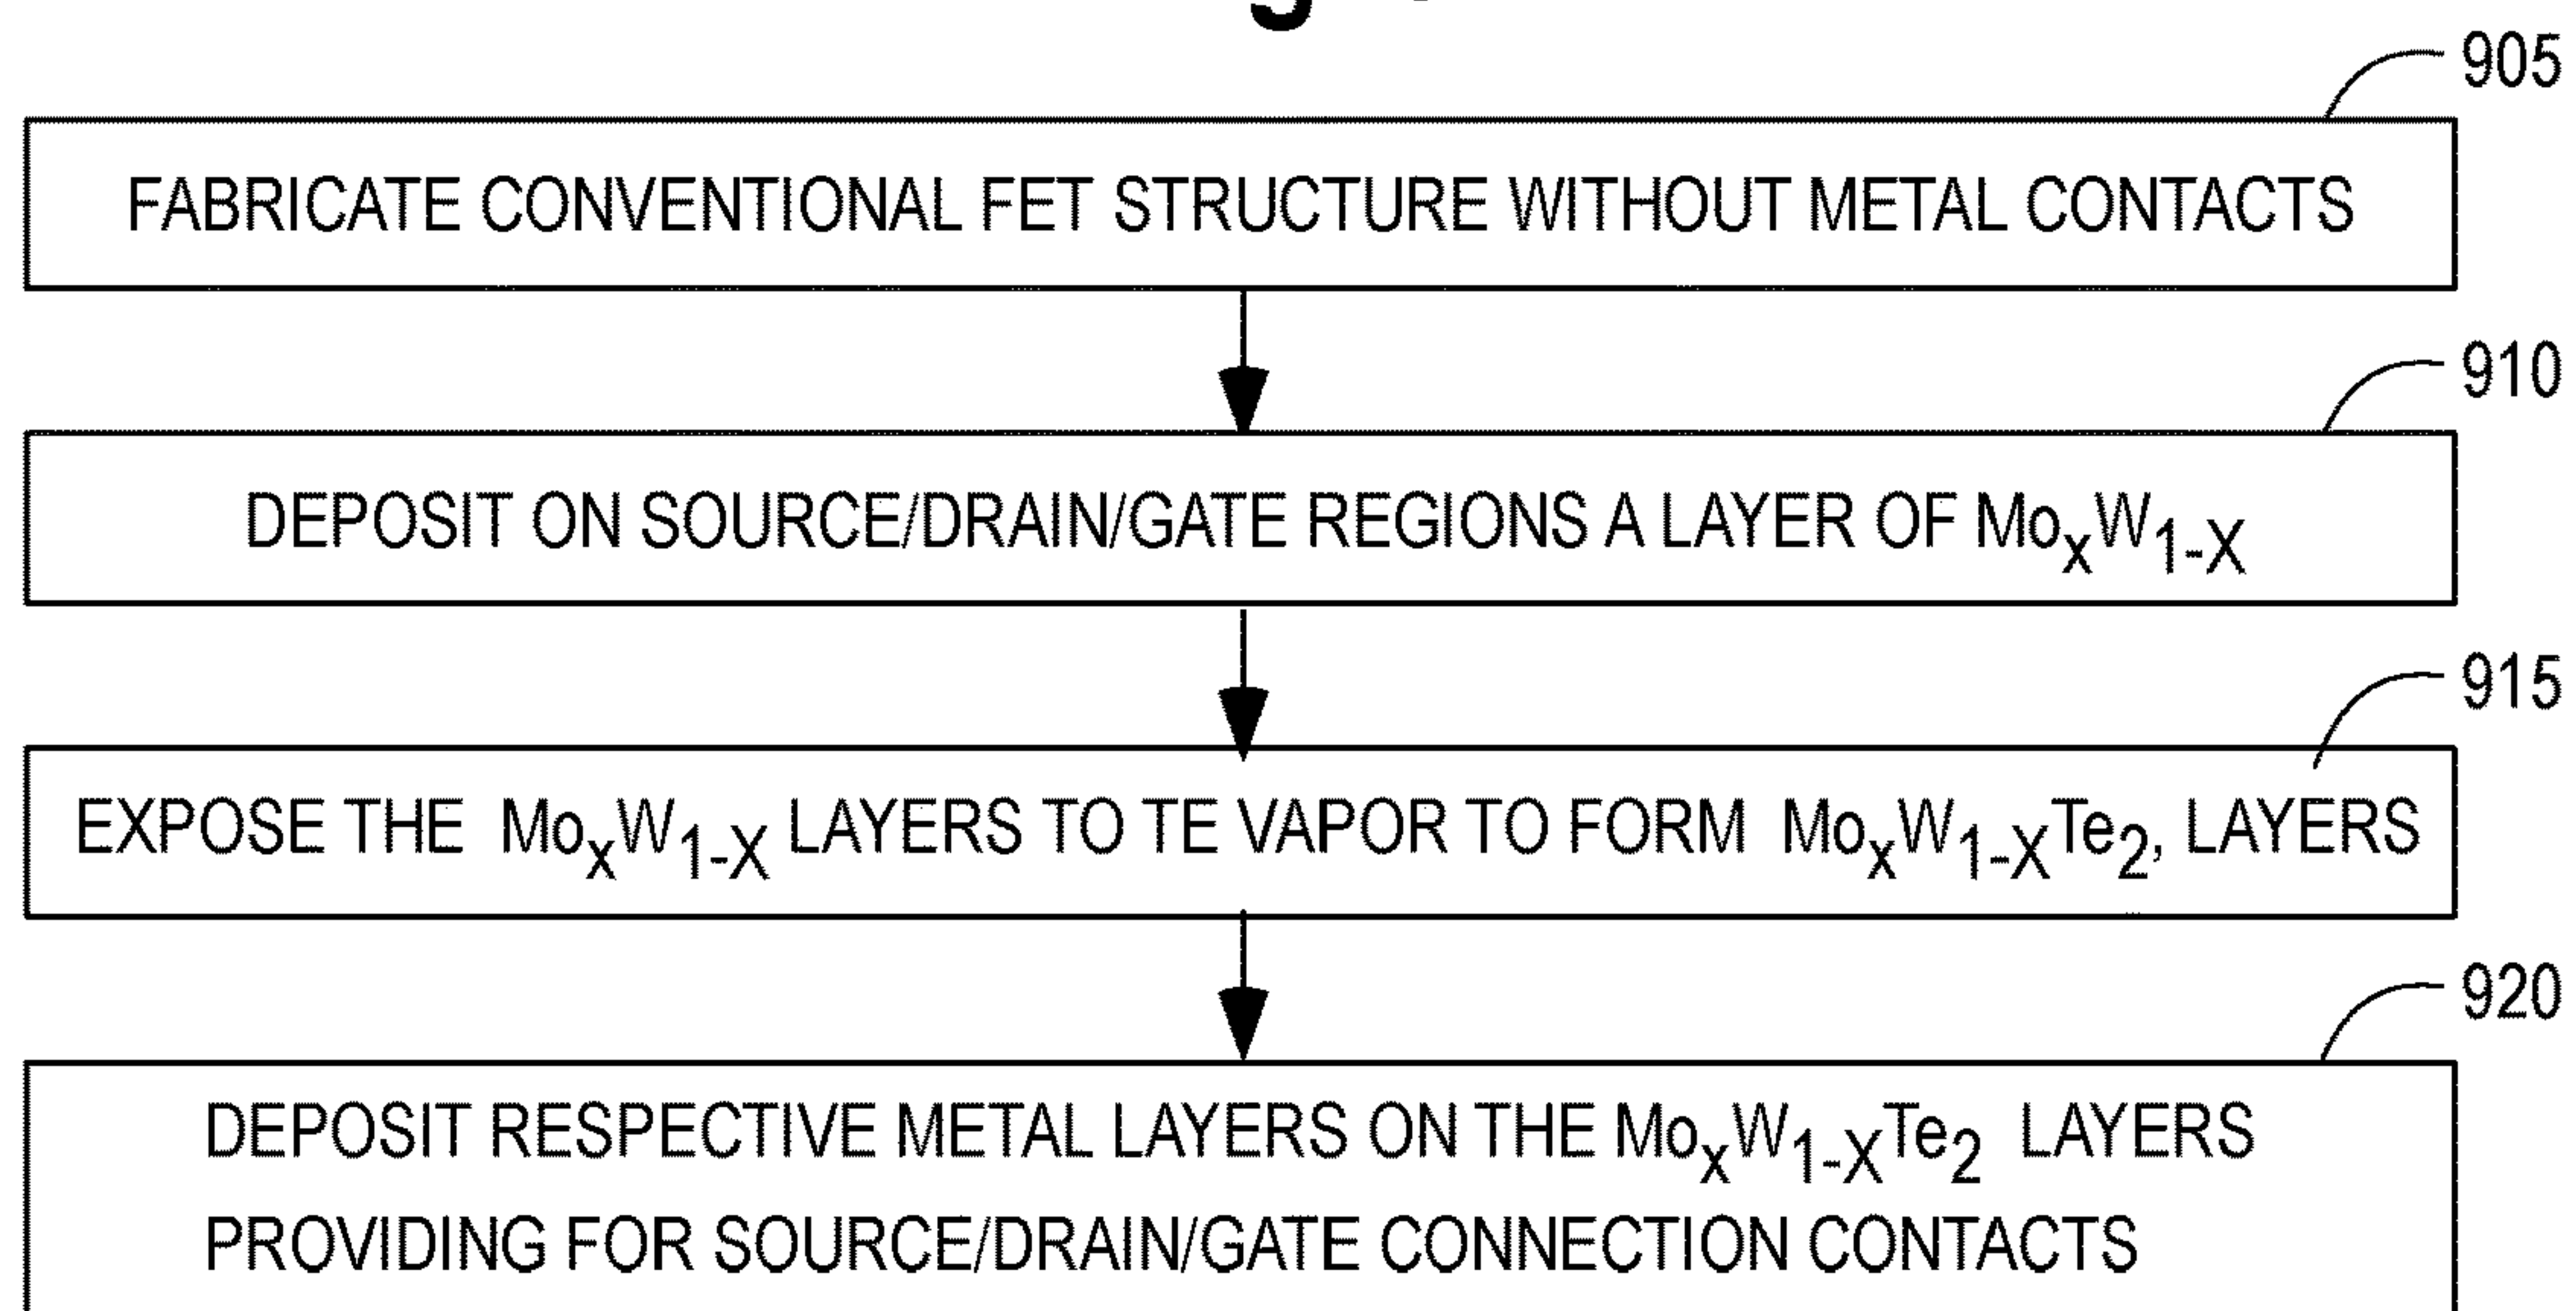 905
FABRICATE CONVENTIONAL FET STRUCTURE WITHOUT METAL CONTACTS
910
DEPOSIT ON SOURCE/DRAIN/GATE REGIONS A LAYER OF MoxW1-X
915
EXPOSE THE MoxW1-X LAYERS TO TE VAPOR TO FORM MoxW1-XTe2, LAYERS
920
DEPOSIT RESPECTIVE METAL LAYERS ON THE MoxW1-XTe2 LAYERS
PROVIDING FOR SOURCE/DRAIN/GATE CONNECTION CONTACTS